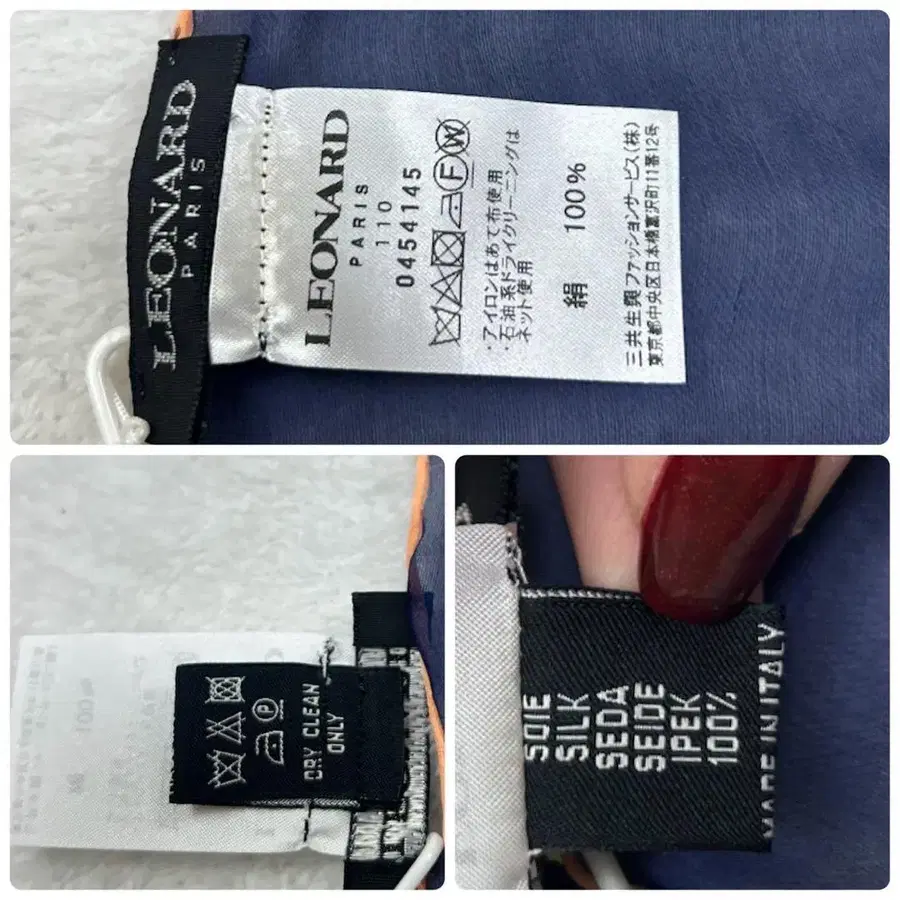 LEONARD
PARIS
LEONARD
PARIS
110
0454145
・アイロンはあて布使用
・石油系ドライクリーニングは
ネット使用
絹 100%
三共生興ファッションサービス(株)
東京都中央区日本橋富沢町11番12号
DRY CLEAN
ONLY
SOIE
SILK
SEDA
SEIDE
IPEK
100%
MADE IN ITALY